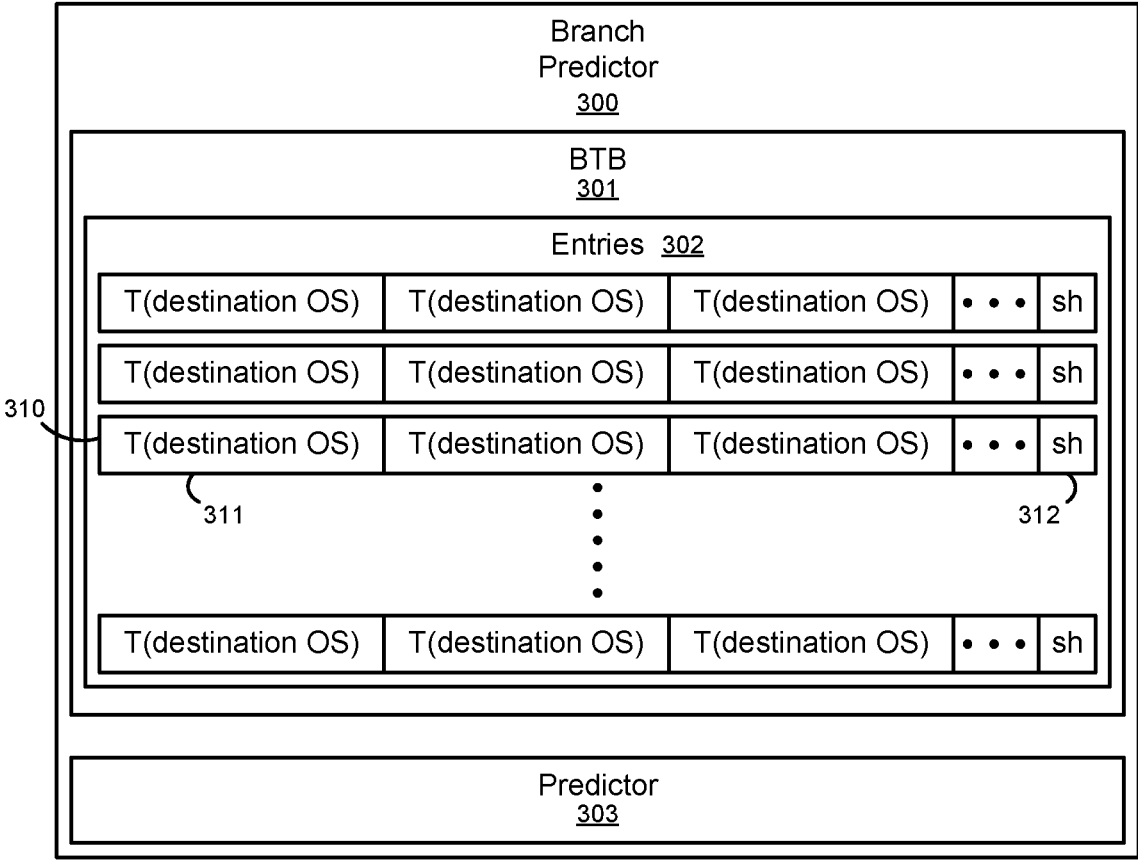 Branch
Predictor
300
BTB
301
Entries 302
T(destination OS) T(destination OS) T(destination OS) • • • sh
T(destination OS) T(destination OS) T(destination OS) • • • sh
310
T(destination OS) T(destination OS) T(destination OS) • • • sh
311 312
T(destination OS) T(destination OS) T(destination OS) • • • sh
Predictor
303